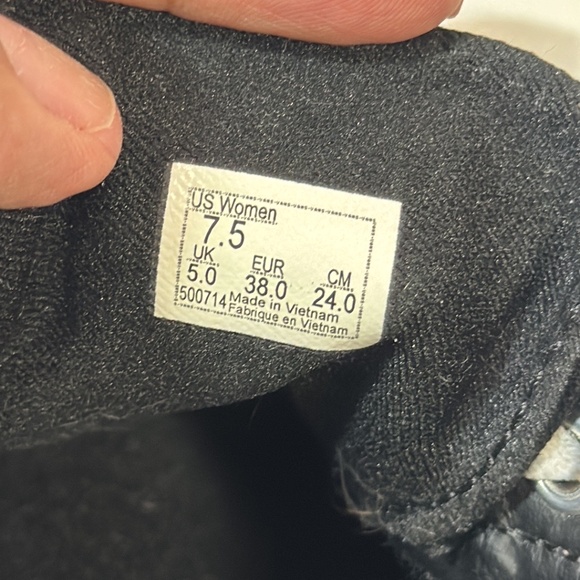 US Women
7.5
UK EUR CM
5.0 38.0 24.0
500714 Made in Vietnam
Fabrique en Vietnam